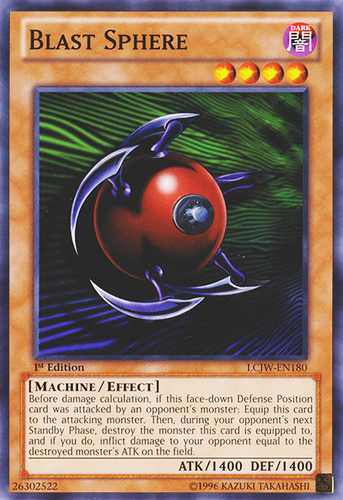 BLAST SPHERE
DARK
闇
1st Edition
LCJW-EN180
[MACHINE/EFFECT]
Before damage calculation, if this face-down Defense Position
card was attacked by an opponent's monster: Equip this card
to the attacking monster. Then, during your opponent's next
Standby Phase, destroy the monster this card is equipped to,
and if you do, inflict damage to your opponent equal to the
destroyed monster's ATK on the field.
ATK/1400 DEF/1400
26302522
©1996 KAZUKI TAKAHASHI